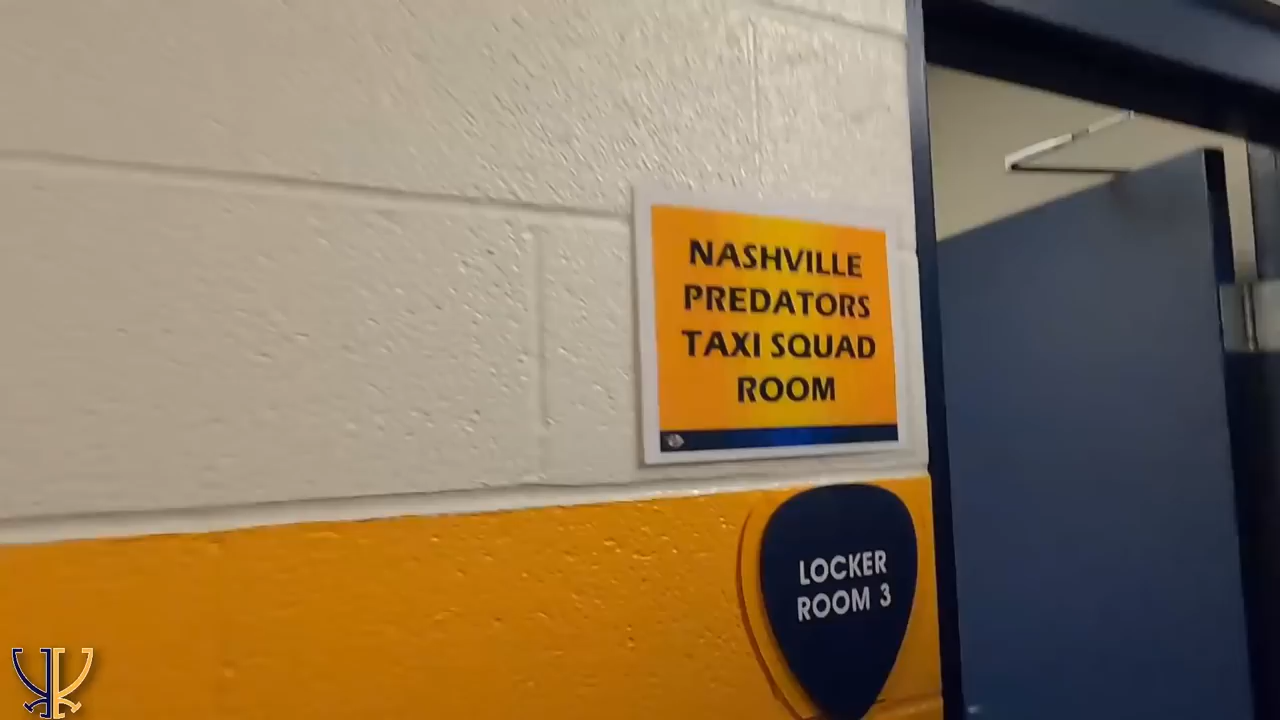 NASHVILLE
PREDATORS
TAXI SQUAD
ROOM
LOCKER
ROOM 3